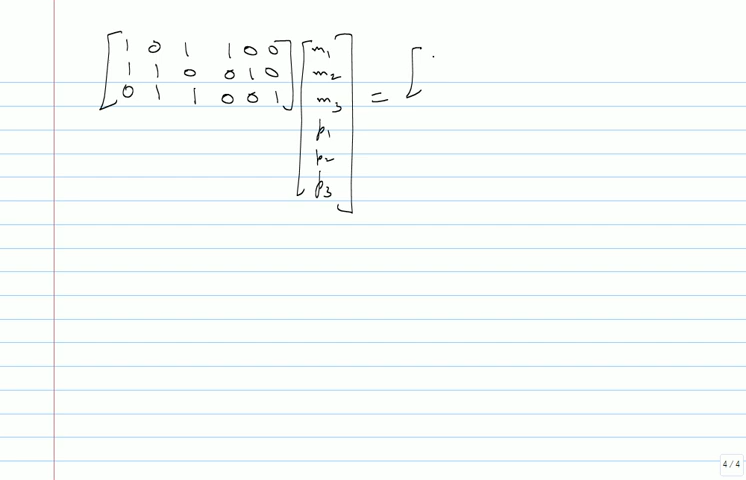 [ 1 0 1 1 0 0 ] [ m1
[ 1 1 0 0 1 0 ] m2
[ 0 1 1 0 0 1 ] m3 ] = [
p1
p2
p3
4 / 4